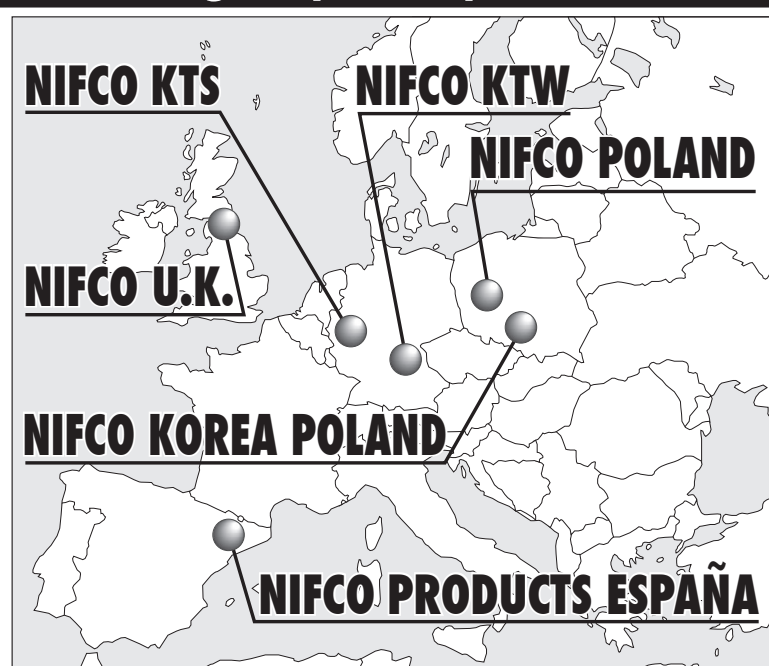 NIFCO KTS
NIFCO KTW
NIFCO POLAND
NIFCO U.K.
NIFCO KOREA POLAND
NIFCO PRODUCTS ESPAÑA